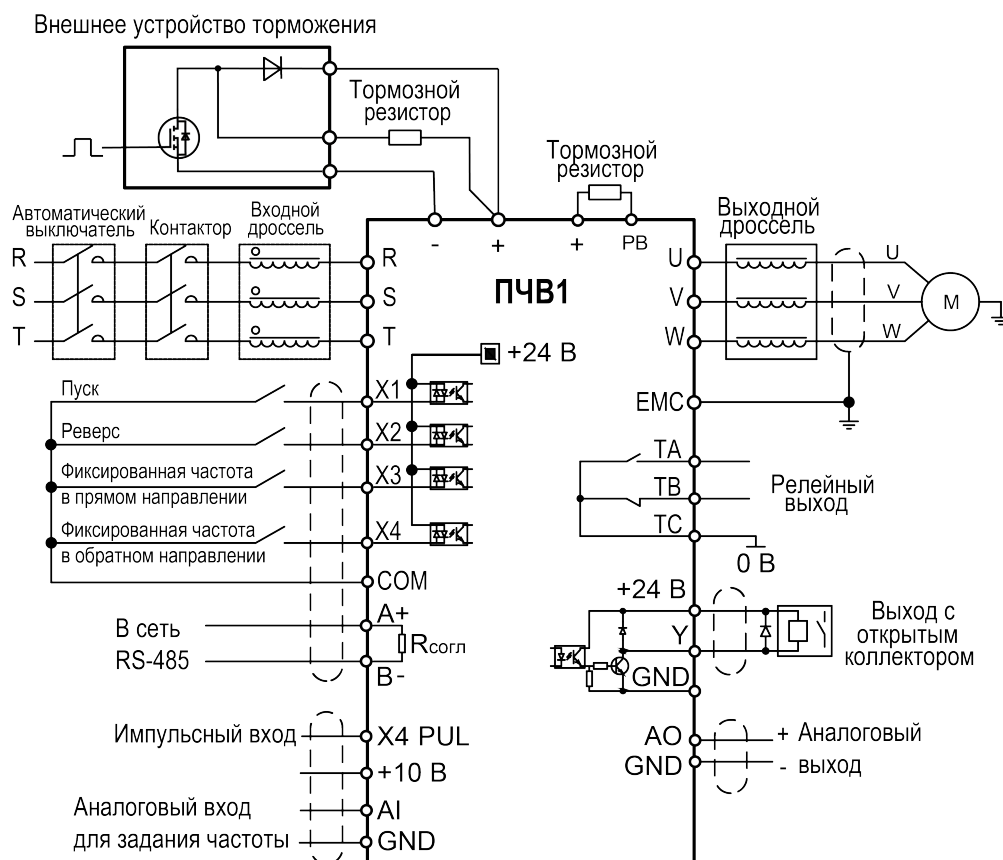 Внешнее устройство торможения
Тормозной
резистор
Тормозной
резистор
Автоматический
выключатель
Контактор
Входной
дроссель
Выходной
дроссель
- + + PB
R R U U
S S V V
T T W W
M
ПЧВ1
+24 В
Пуск X1
Реверс X2
Фиксированная частота
в прямом направлении
X3
Фиксированная частота
в обратном направлении
X4
COM
EMC
TA
TB
TC
Релейный
выход
0 В
A+
В сеть
RS-485
Rсогл
B-
+24 В
Y
GND
Выход с
открытым
коллектором
Импульсный вход X4 PUL
+10 В
Аналоговый вход
для задания частоты
AI
GND
AO + Аналоговый
GND - выход